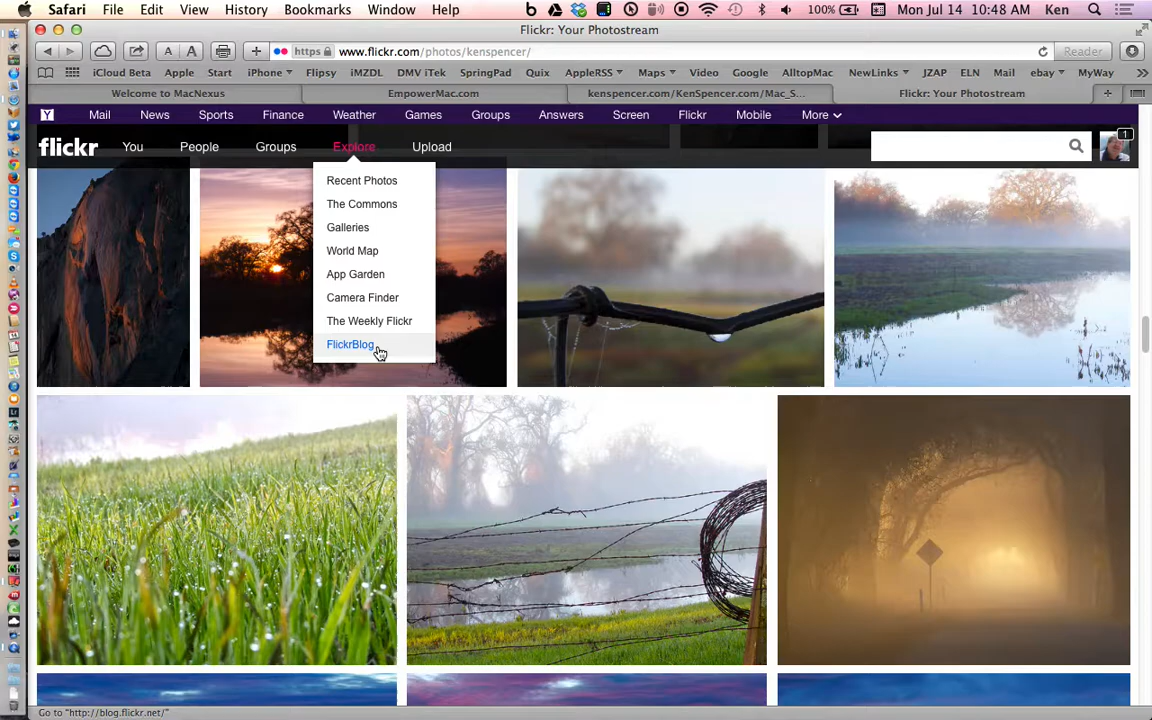 Safari File Edit View History Bookmarks Window Help 100% Mon Jul 14 10:48 AM Ken
Flickr: Your Photostream
A A https www.flickr.com/photos/kenspencer/ Reader
iCloud Beta Apple Start iPhone Flipsy iMZDL DMV iTek SpringPad Quix AppleRSS Maps Video Google AlltopMac NewLinks JZAP ELN Mail ebay MyWay
Welcome to MacNexus EmpowerMac.com kenspencer.com/KenSpencer.com/Mac_S... Flickr: Your Photostream
Y Mail News Sports Finance Weather Games Groups Answers Screen Flickr Mobile More
flickr You People Groups Explore Upload 1
Recent Photos
The Commons
Galleries
World Map
App Garden
Camera Finder
The Weekly Flickr
FlickrBlog
Go to "http://blog.flickr.net/"